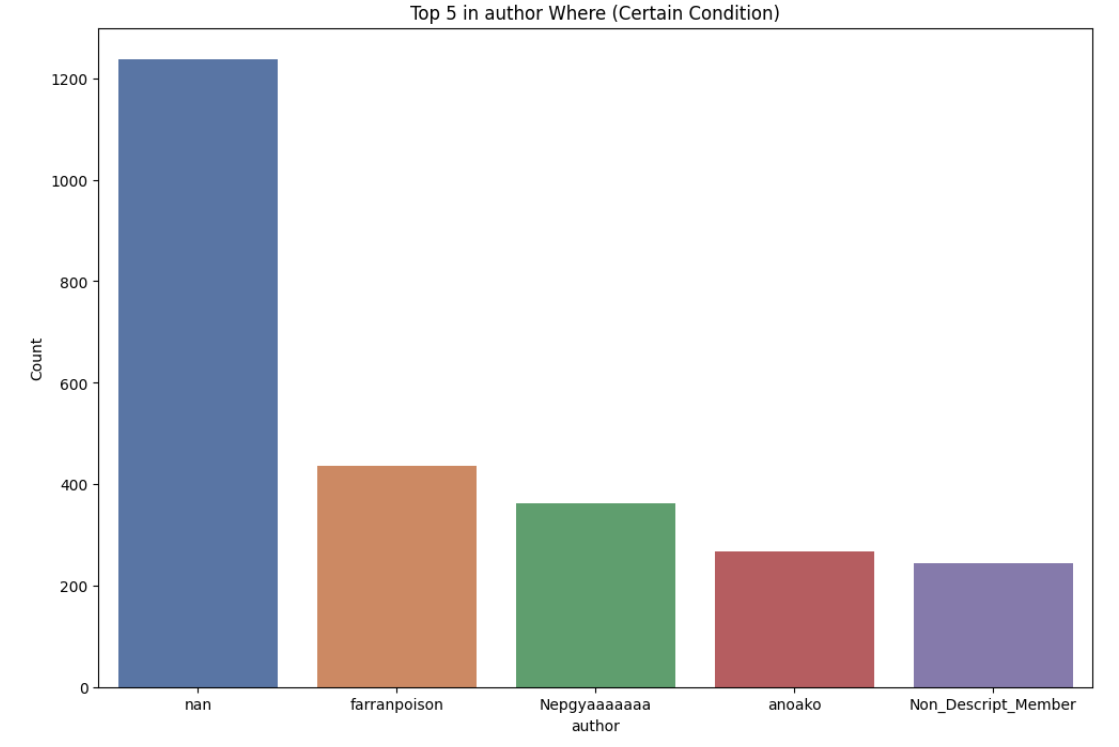 Top 5 in author Where (Certain Condition)
1200
1000
800
600
400
200
0
Count
nan farranpoison Nepgyaaaaaaa anoako Non_Descript_Member
author